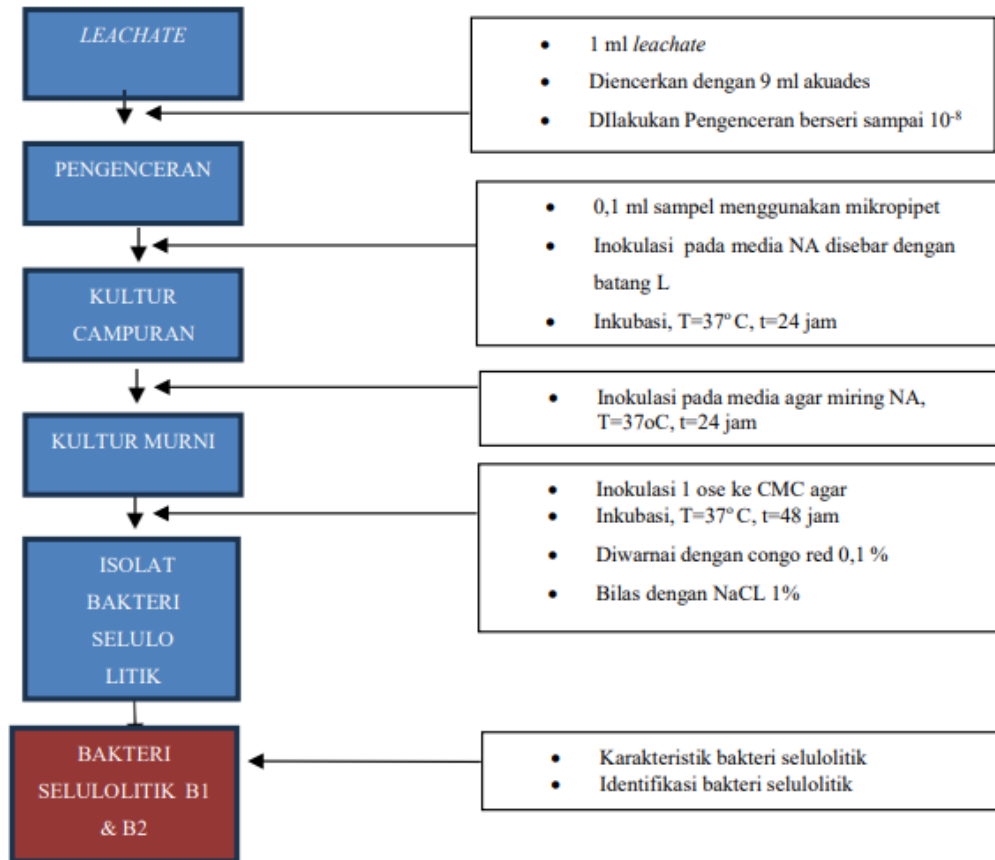 LEACHATE
• 1 ml leachate
• Diencerkan dengan 9 ml akuades
• DIlakukan Pengenceran berseri sampai 10⁻⁸
PENGENCERAN
• 0,1 ml sampel menggunakan mikropipet
• Inokulasi pada media NA disebar dengan
batang L
• Inkubasi, T=37° C, t=24 jam
KULTUR
CAMPURAN
• Inokulasi pada media agar miring NA,
T=37oC, t=24 jam
KULTUR MURNI
• Inokulasi 1 ose ke CMC agar
• Inkubasi, T=37° C, t=48 jam
• Diwarnai dengan congo red 0,1 %
• Bilas dengan NaCL 1%
ISOLAT
BAKTERI
SELULO
LITIK
BAKTERI
SELULOLITIK B1
& B2
• Karakteristik bakteri selulolitik
• Identifikasi bakteri selulolitik